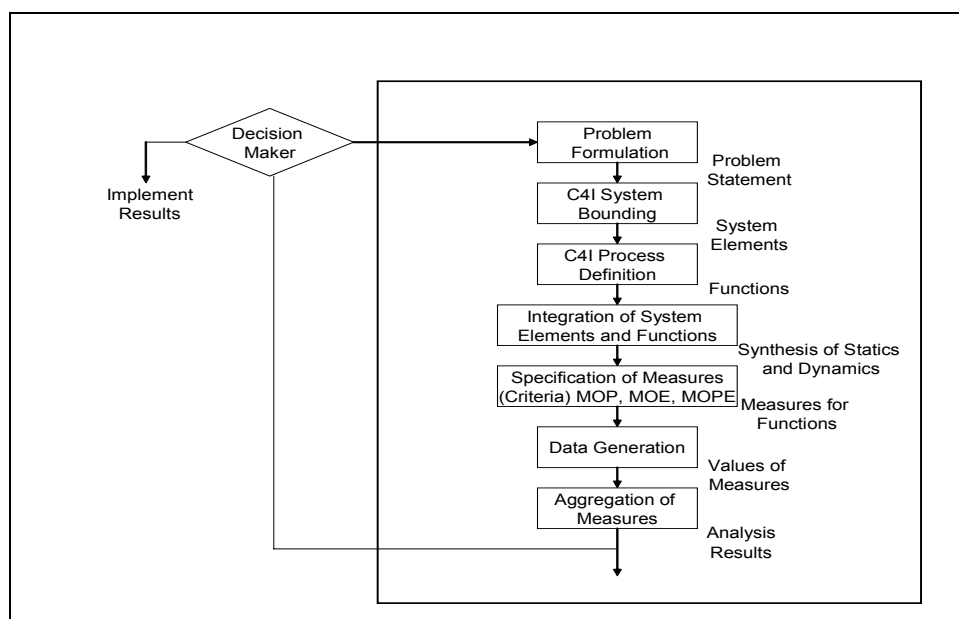 Decision
Maker
Implement
Results
Problem
Formulation
Problem
Statement
C4I System
Bounding
System
Elements
C4I Process
Definition
Functions
Integration of System
Elements and Functions
Synthesis of Statics
and Dynamics
Specification of Measures
(Criteria) MOP, MOE, MOPE
Measures for
Functions
Data Generation
Values of
Measures
Aggregation of
Measures
Analysis
Results